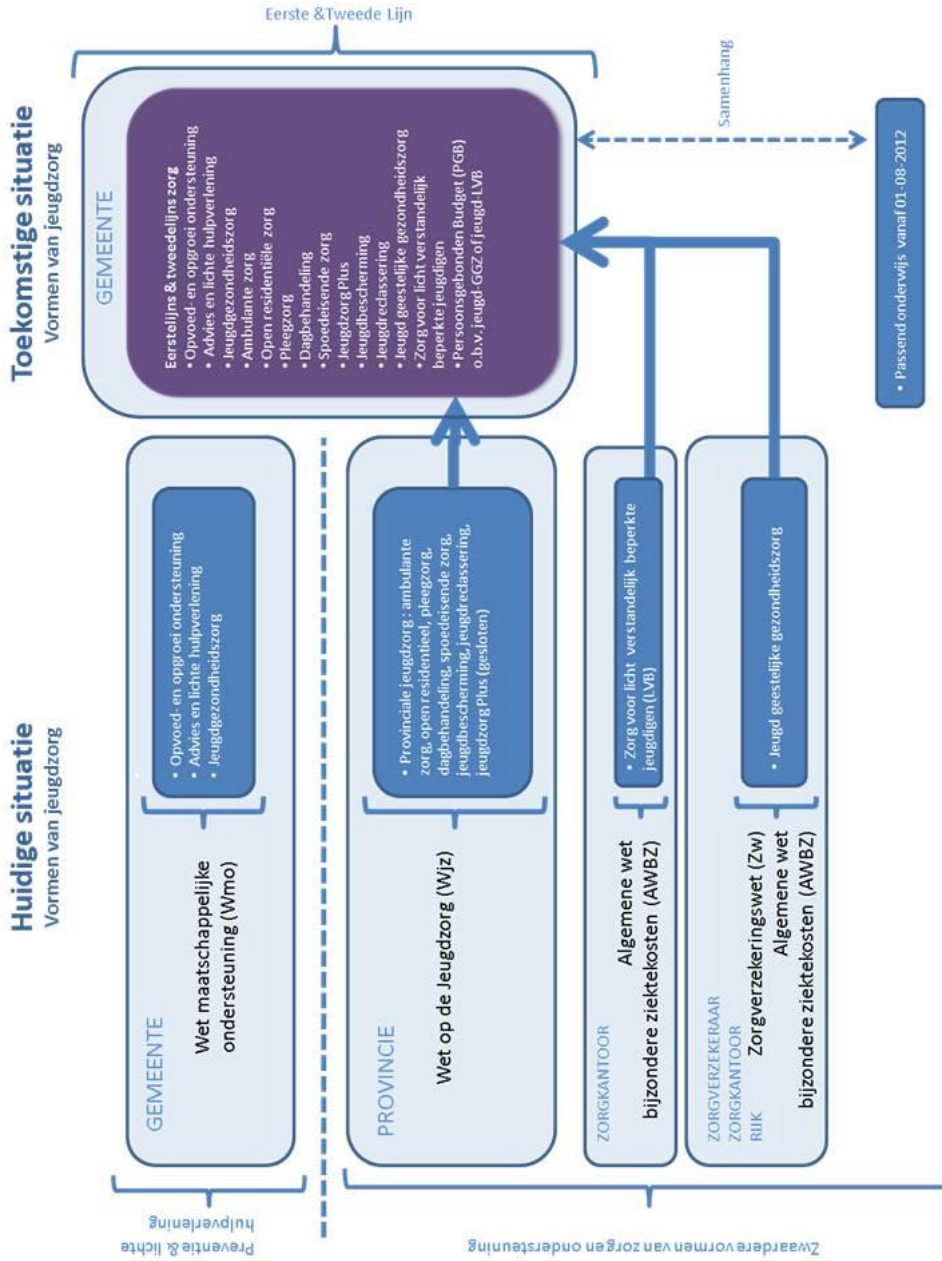 Huidige situatie
Vormen van jeugdzorg
Toekomstige situatie
Vormen van jeugdzorg
Preventie & lichte
hulpverlening
GEMEENTE
Wet maatschappelijke
ondersteuning (Wmo)
• Opvoed- en opgroei ondersteuning
• Advies en lichte hulpverlening
• Jeugdgezondheidszorg
Zwaardere vormen van zorg en ondersteuning
PROVINCIE
Wet op de Jeugdzorg (Wjz)
• Provinciale jeugdzorg : ambulante
zorg, open residentieel, pleegzorg,
dagbehandeling, spoedeisende zorg,
jeugdbescherming, jeugdreclassering,
jeugdzorg Plus (gesloten)
ZORGKANTOOR
Algemene wet
bijzondere ziektekosten (AWBZ)
• Zorg voor licht verstandelijk beperkte
jeugdigen (LVB)
ZORGVERZEKERAAR
ZORGKANTOOR
RIJK
Zorgverzekeringswet (Zw)
Algemene wet
bijzondere ziektekosten (AWBZ)
• Jeugd geestelijke gezondheidszorg
GEMEENTE
Eerstelijns & tweedelijns zorg
• Opvoed- en opgroei ondersteuning
• Advies en lichte hulpverlening
• Jeugdgezondheidszorg
• Ambulante zorg
• Open residentiële zorg
• Pleegzorg
• Dagbehandeling
• Spoedeisende zorg
• Jeugdzorg Plus
• Jeugdbescherming
• Jeugdreclassering
• Jeugd geestelijke gezondheidszorg
• Zorg voor licht verstandelijk
beperkte jeugdigen
• Persoonsgebonden Budget (PGB)
o.b.v. jeugd-GGZ of jeugd-LVB
Eerste & Tweede Lijn
Samenhang
• Passend onderwijs vanaf 01-08-2012